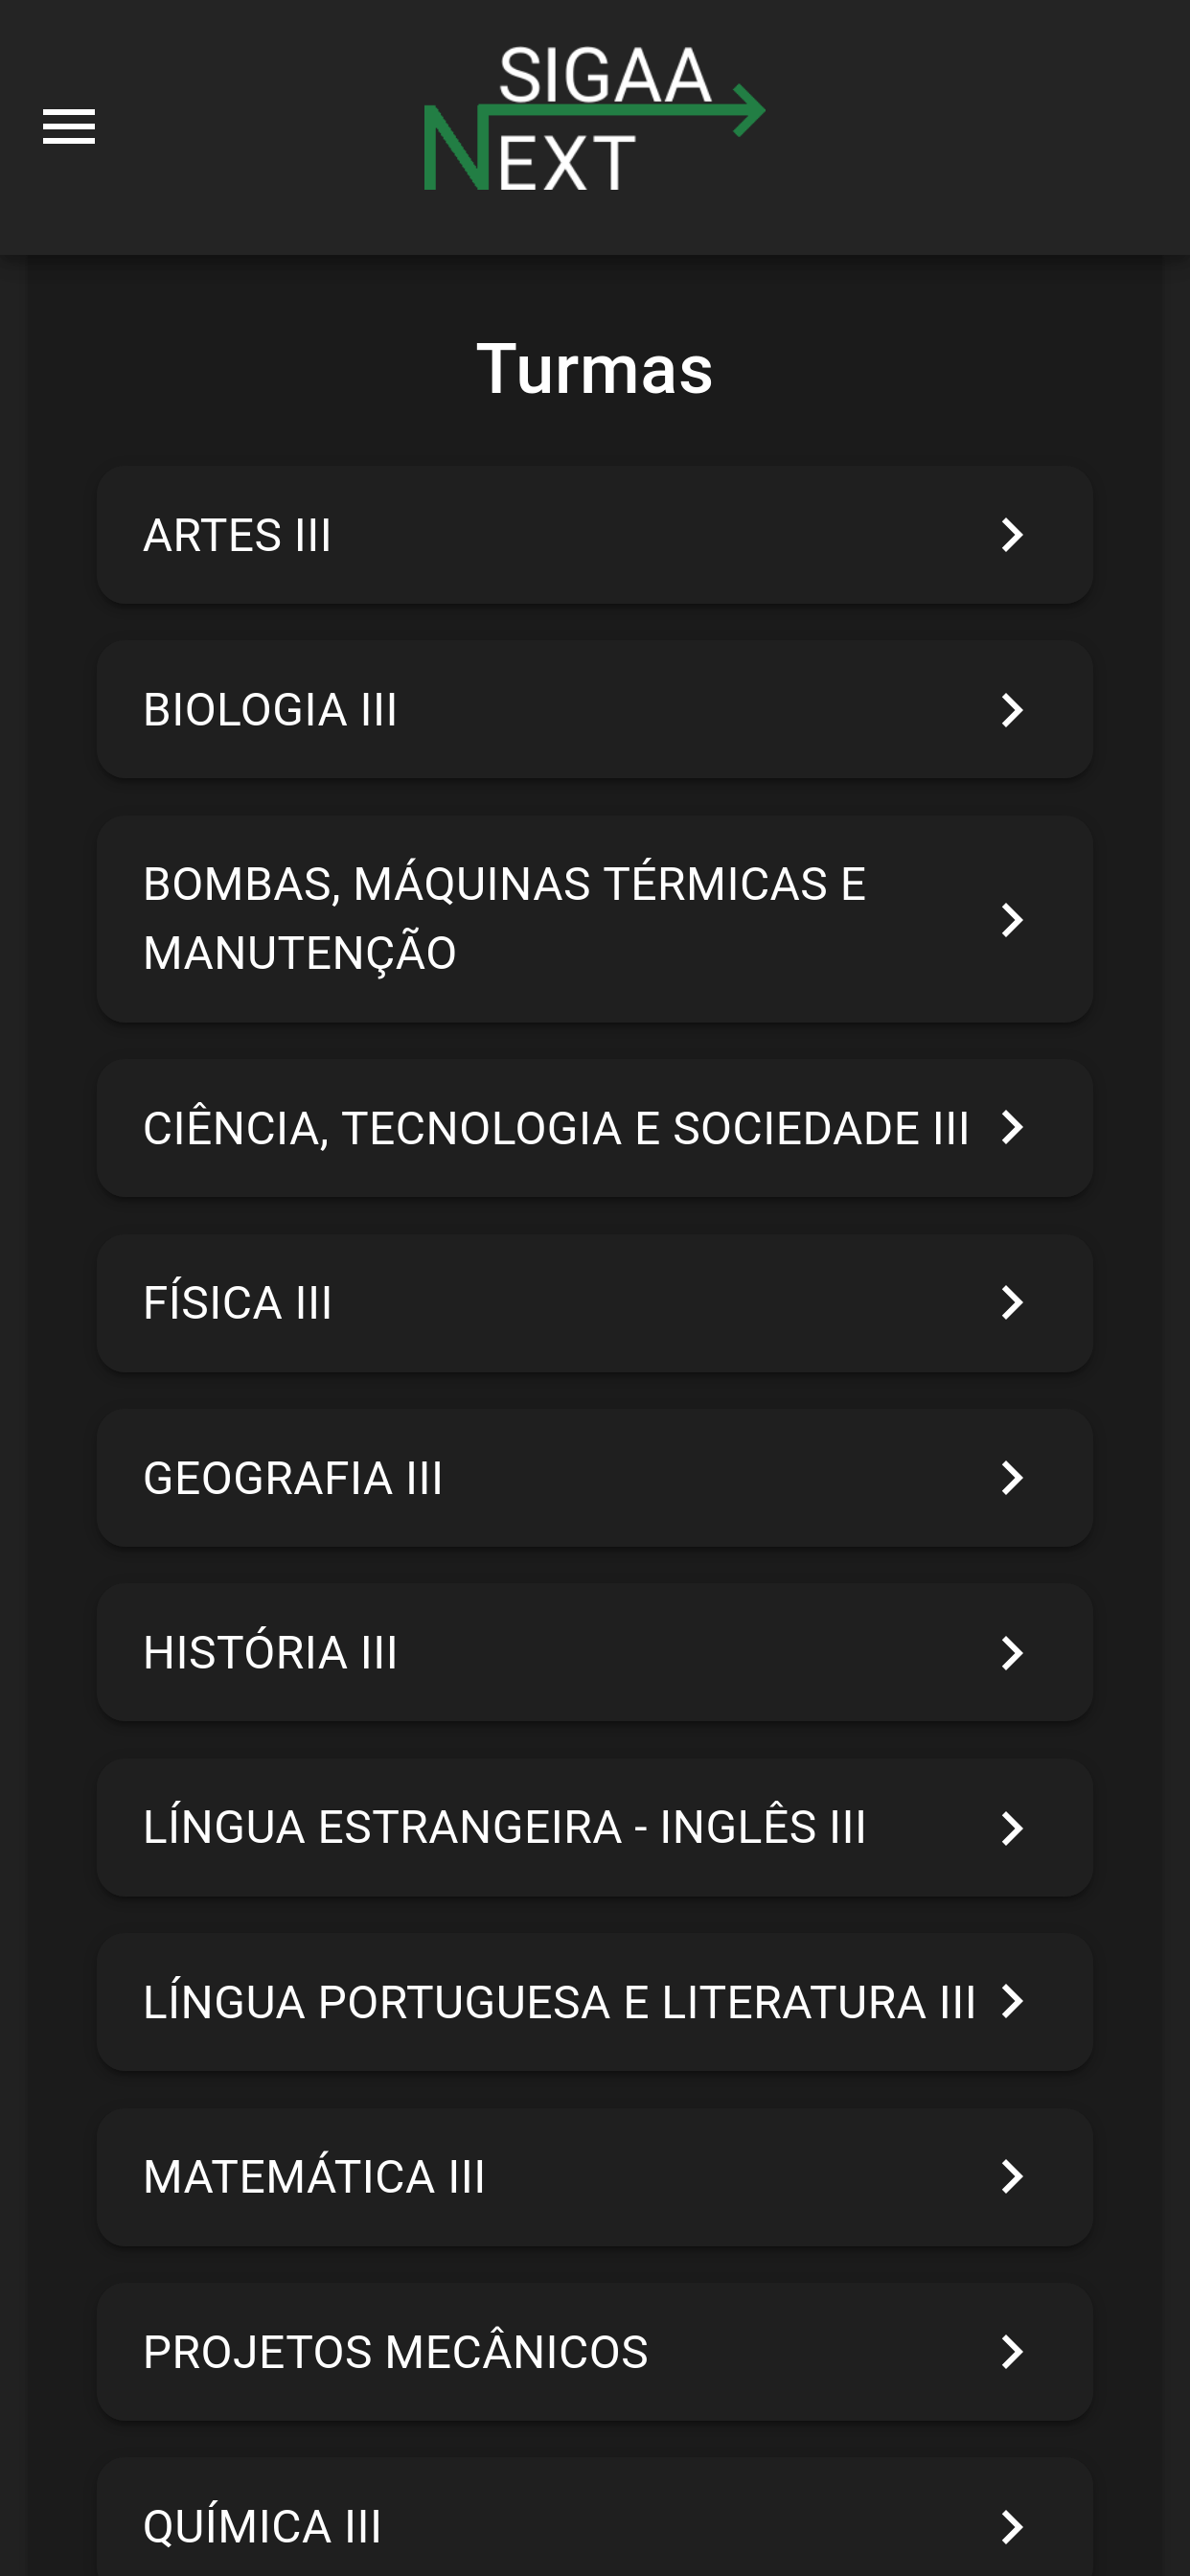 SIGAA
NEXT
Turmas
ARTES III
BIOLOGIA III
BOMBAS, MÁQUINAS TÉRMICAS E
MANUTENÇÃO
CIÊNCIA, TECNOLOGIA E SOCIEDADE III
FÍSICA III
GEOGRAFIA III
HISTÓRIA III
LÍNGUA ESTRANGEIRA - INGLÊS III
LÍNGUA PORTUGUESA E LITERATURA III
MATEMÁTICA III
PROJETOS MECÂNICOS
QUÍMICA III